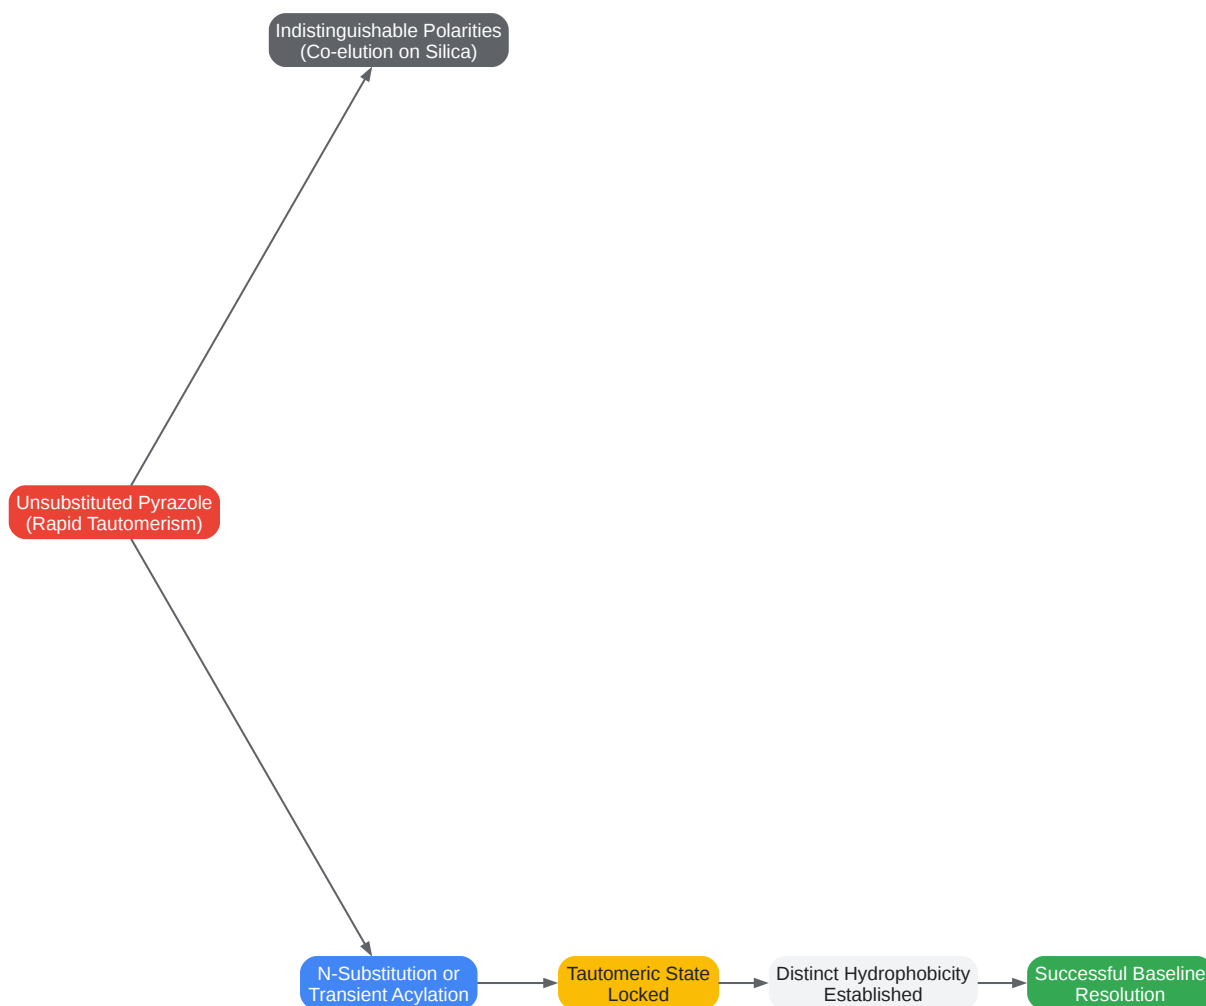 Indistinguishable Polarities
(Co-elution on Silica)
Unsubstituted Pyrazole
(Rapid Tautomerism)
N-Substitution or
Transient Acylation
Tautomeric State
Locked
Distinct Hydrophobicity
Established
Successful Baseline
Resolution